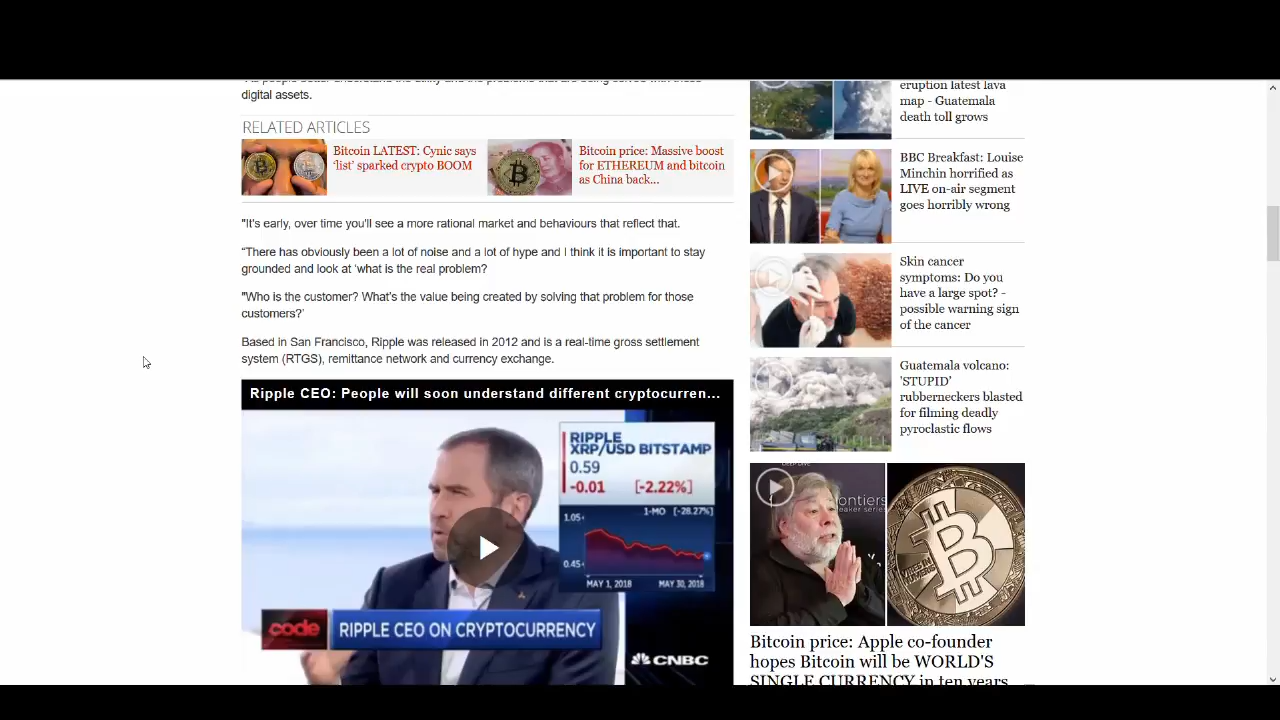 digital assets.
RELATED ARTICLES
Bitcoin LATEST: Cynic says
‘list’ sparked crypto BOOM
Bitcoin price: Massive boost
for ETHEREUM and bitcoin
as China back...
"It's early, over time you'll see a more rational market and behaviours that reflect that.
“There has obviously been a lot of noise and a lot of hype and I think it is important to stay
grounded and look at ‘what is the real problem?
"Who is the customer? What's the value being created by solving that problem for those
customers?’
Based in San Francisco, Ripple was released in 2012 and is a real-time gross settlement
system (RTGS), remittance network and currency exchange.
Ripple CEO: People will soon understand different cryptocurren...
RIPPLE
XRP/USD BITSTAMP
0.59
-0.01 [-2.22%]
1-MO [-28.27%]
1.05
0.45
MAY 1, 2018 MAY 30, 2018
code RIPPLE CEO ON CRYPTOCURRENCY
CNBC
eruption latest lava
map - Guatemala
death toll grows
BBC Breakfast: Louise
Minchin horrified as
LIVE on-air segment
goes horribly wrong
Skin cancer
symptoms: Do you
have a large spot? -
possible warning sign
of the cancer
Guatemala volcano:
'STUPID'
rubberneckers blasted
for filming deadly
pyroclastic flows
Bitcoin price: Apple co-founder
hopes Bitcoin will be WORLD'S
SINGLE CURRENCY in ten years